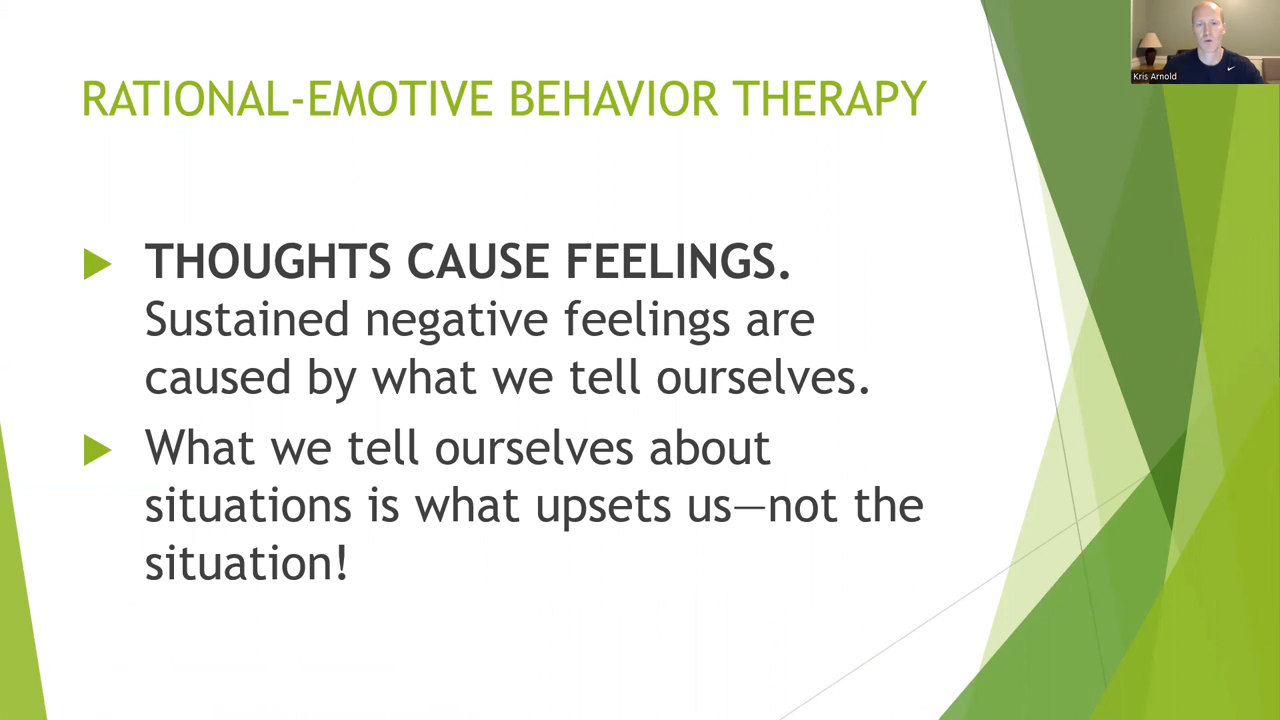 Kris Arnold
RATIONAL-EMOTIVE BEHAVIOR THERAPY
THOUGHTS CAUSE FEELINGS.
Sustained negative feelings are
caused by what we tell ourselves.
What we tell ourselves about
situations is what upsets us—not the
situation!